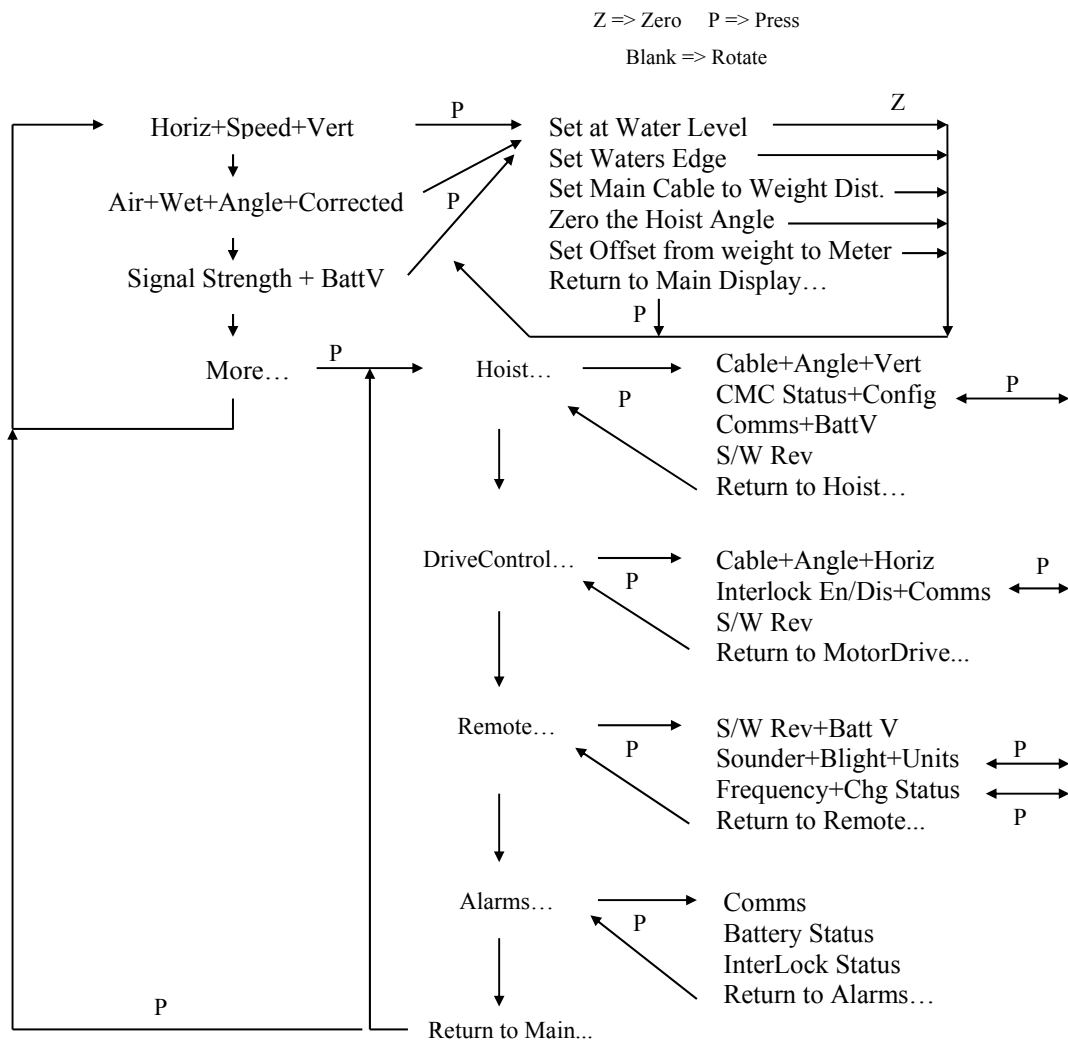 Z => Zero P => Press
Blank => Rotate
Z
P
Horiz+Speed+Vert
Set at Water Level
Set Waters Edge
Set Main Cable to Weight Dist.
Zero the Hoist Angle
Set Offset from weight to Meter
Return to Main Display…
P
Air+Wet+Angle+Corrected
P
Signal Strength + BattV
P
More…
Hoist…
P
Cable+Angle+Vert
CMC Status+Config
Comms+BattV
S/W Rev
Return to Hoist…
P
DriveControl…
P
Cable+Angle+Horiz
Interlock En/Dis+Comms
S/W Rev
Return to MotorDrive...
P
Remote…
P
S/W Rev+Batt V
Sounder+Blight+Units
Frequency+Chg Status
Return to Remote...
P
P
Alarms…
P
Comms
Battery Status
InterLock Status
Return to Alarms…
P
Return to Main...